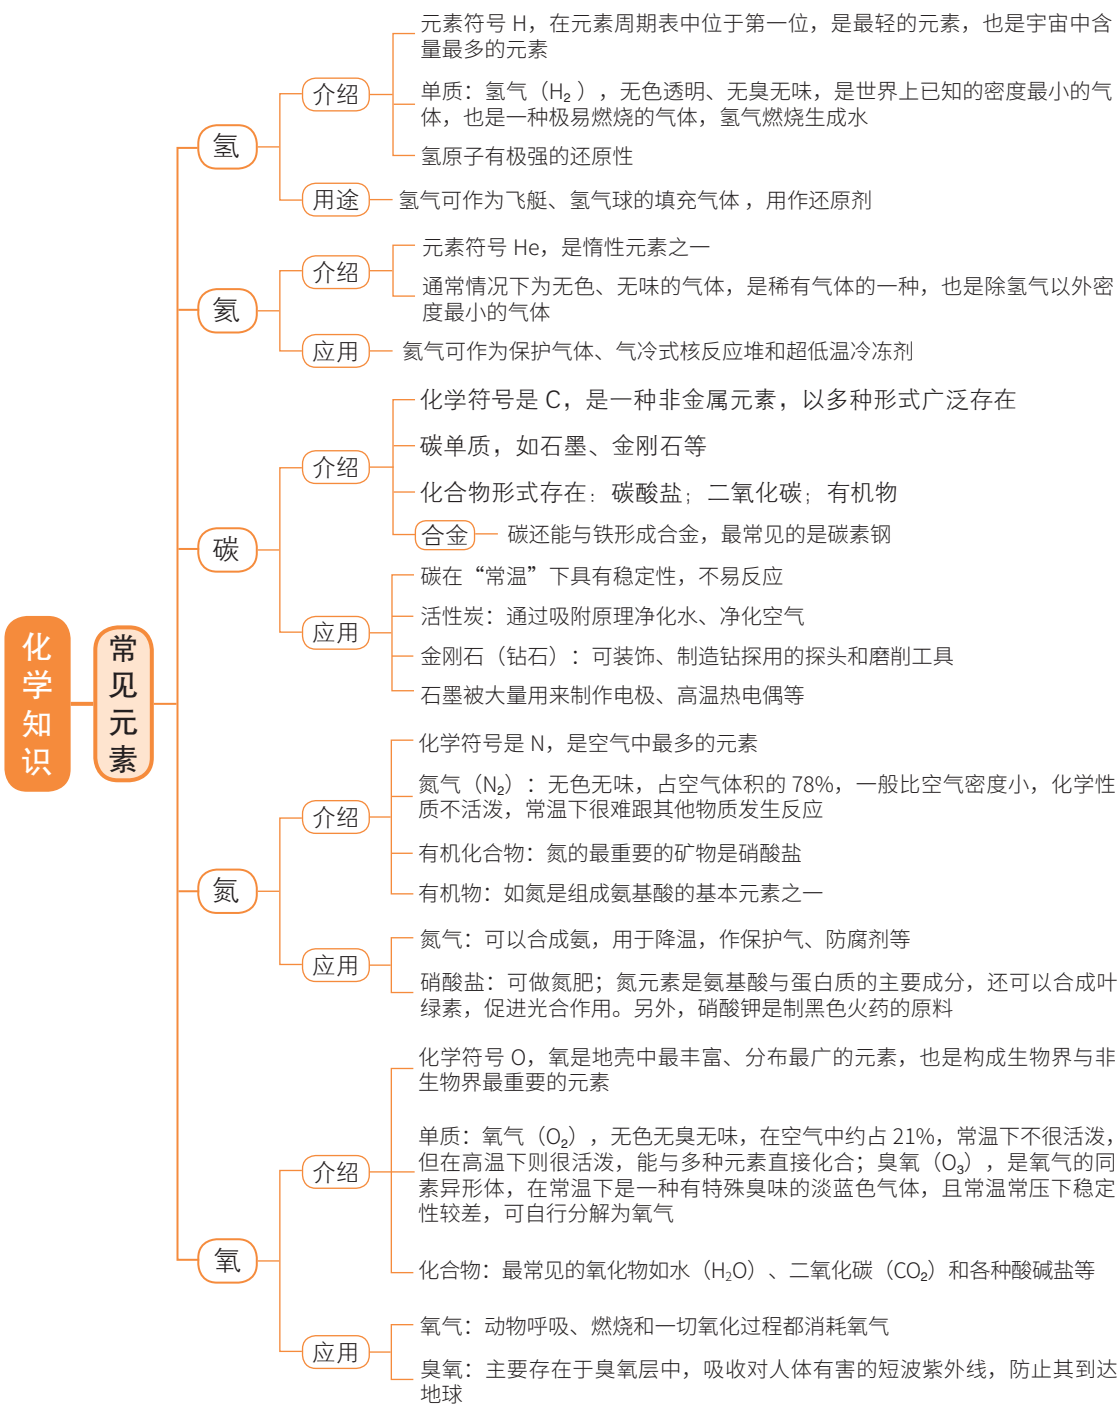 化学知识
常见元素
氢
介绍
元素符号 H，在元素周期表中位于第一位，是最轻的元素，也是宇宙中含
量最多的元素
单质：氢气（H₂），无色透明、无臭无味，是世界上已知的密度最小的气
体，也是一种极易燃烧的气体，氢气燃烧生成水
氢原子有极强的还原性
用途
氢气可作为飞艇、氢气球的填充气体，用作还原剂
氦
介绍
元素符号 He，是惰性元素之一
通常情况下为无色、无味的气体，是稀有气体的一种，也是除氢气以外密
度最小的气体
应用
氦气可作为保护气体、气冷式核反应堆和超低温冷冻剂
碳
介绍
化学符号是 C，是一种非金属元素，以多种形式广泛存在
碳单质，如石墨、金刚石等
化合物形式存在：碳酸盐；二氧化碳；有机物
合金
碳还能与铁形成合金，最常见的是碳素钢
应用
碳在“常温”下具有稳定性，不易反应
活性炭：通过吸附原理净化水、净化空气
金刚石（钻石）：可装饰、制造钻探用的探头和磨削工具
石墨被大量用来制作电极、高温热电偶等
氮
介绍
化学符号是 N，是空气中最多的元素
氮气（N₂）：无色无味，占空气体积的 78%，一般比空气密度小，化学性
质不活泼，常温下很难跟其他物质发生反应
有机化合物：氮的最重要的矿物是硝酸盐
有机物：如氮是组成氨基酸的基本元素之一
应用
氮气：可以合成氨，用于降温，作保护气、防腐剂等
硝酸盐：可做氮肥；氮元素是氨基酸与蛋白质的主要成分，还可以合成叶
绿素，促进光合作用。另外，硝酸钾是制黑色火药的原料
氧
介绍
化学符号 O，氧是地壳中最丰富、分布最广的元素，也是构成生物界与非
生物界最重要的元素
单质：氧气（O₂），无色无臭无味，在空气中约占 21%，常温下不很活泼，
但在高温下则很活泼，能与多种元素直接化合；臭氧（O₃），是氧气的同
素异形体，在常温下是一种有特殊臭味的淡蓝色气体，且常温常压下稳定
性较差，可自行分解为氧气
化合物：最常见的氧化物如水（H₂O）、二氧化碳（CO₂）和各种酸碱盐等
应用
氧气：动物呼吸、燃烧和一切氧化过程都消耗氧气
臭氧：主要存在于臭氧层中，吸收对人体有害的短波紫外线，防止其到达
地球